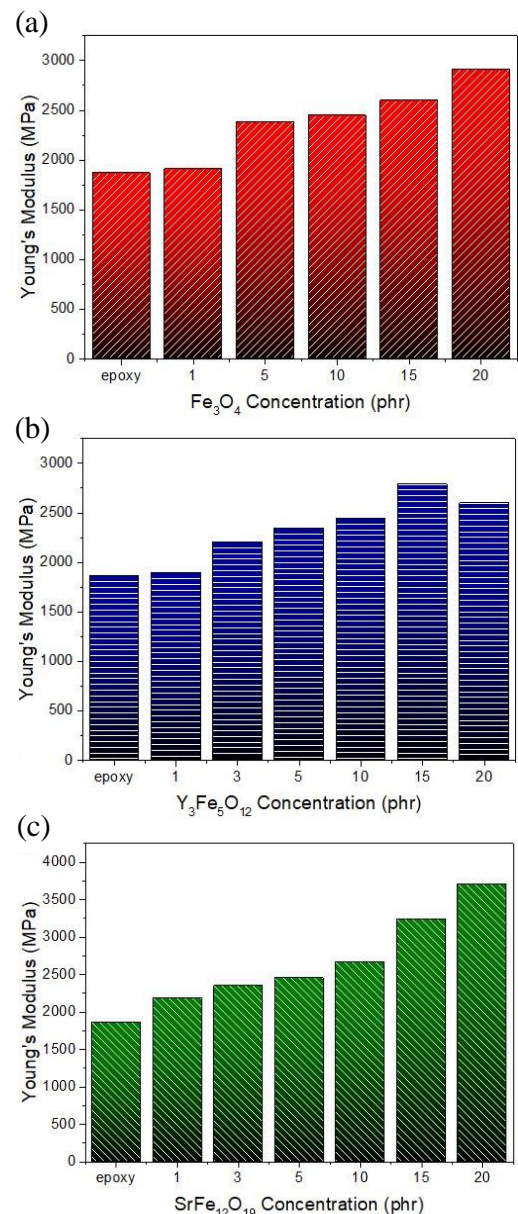 (a)
Young's Modulus (MPa)
3000
2500
2000
1500
1000
500
0
epoxy 1 5 10 15 20
Fe₃O₄ Concentration (phr)
(b)
Young's Modulus (MPa)
3000
2500
2000
1500
1000
500
0
epoxy 1 3 5 10 15 20
Y₃Fe₅O₁₂ Concentration (phr)
(c)
Young's Modulus (MPa)
4000
3500
3000
2500
2000
1500
1000
500
0
epoxy 1 3 5 10 15 20
SrFe₁₂O₁₉ Concentration (phr)